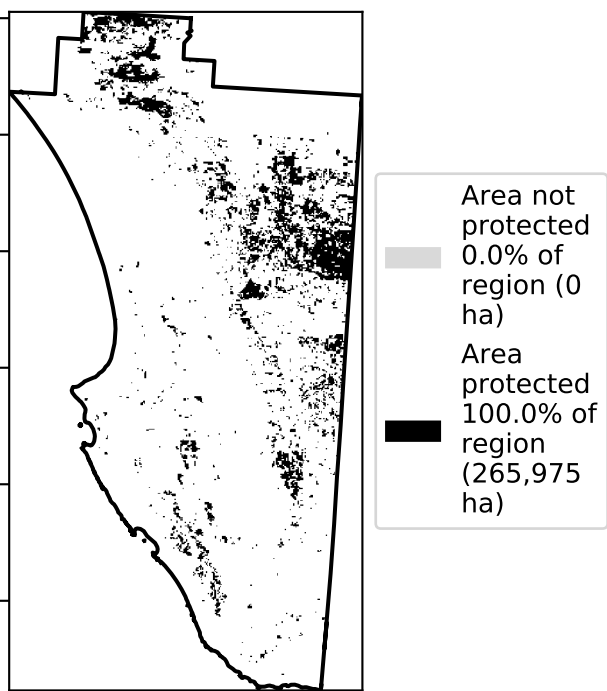 Area not
protected
0.0% of
region (0
ha)
Area
protected
100.0% of
region
(265,975
ha)